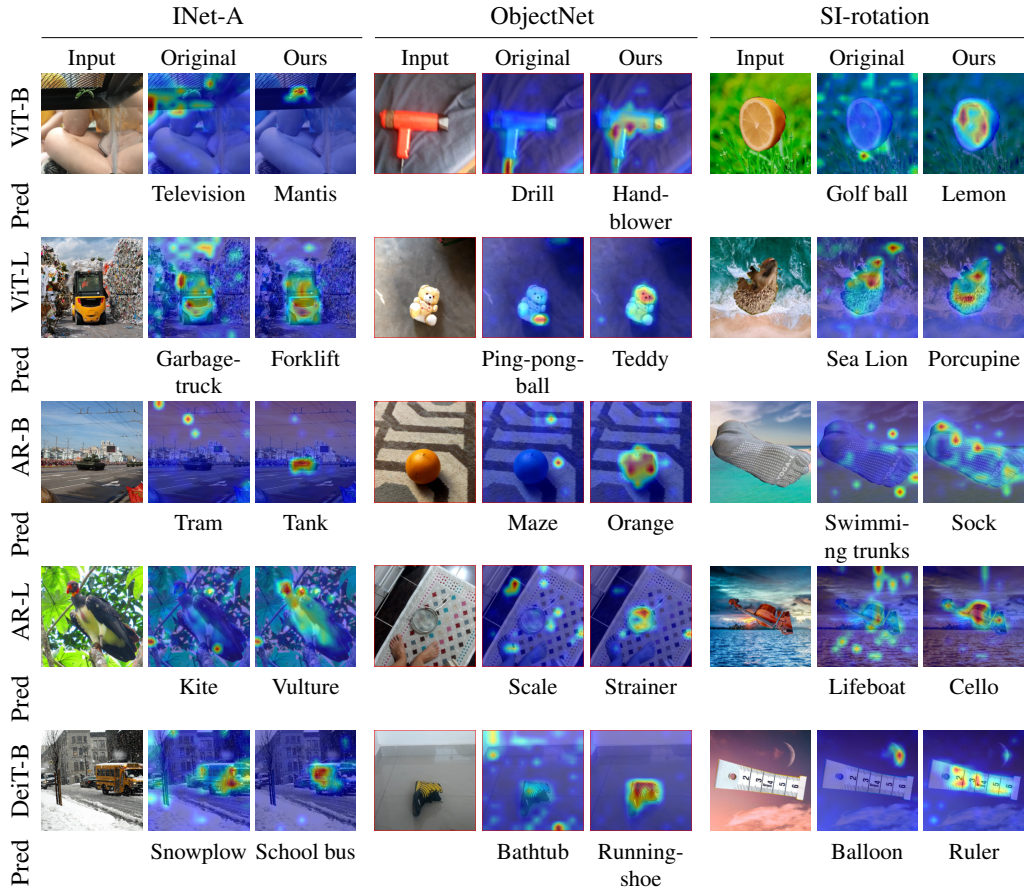 INet-A ObjectNet SI-rotation
Input Original Ours Input Original Ours Input Original Ours
ViT-B
Pred
Television Mantis Drill Hand-
blower Golf ball Lemon
ViT-L
Pred
Garbage-
truck Forklift Ping-pong-
ball Teddy Sea Lion Porcupine
AR-B
Pred
Tram Tank Maze Orange Swimmi-
ng trunks Sock
AR-L
Pred
Kite Vulture Scale Strainer Lifeboat Cello
DeiT-B
Pred
Snowplow School bus Bathtub Running-
shoe Balloon Ruler